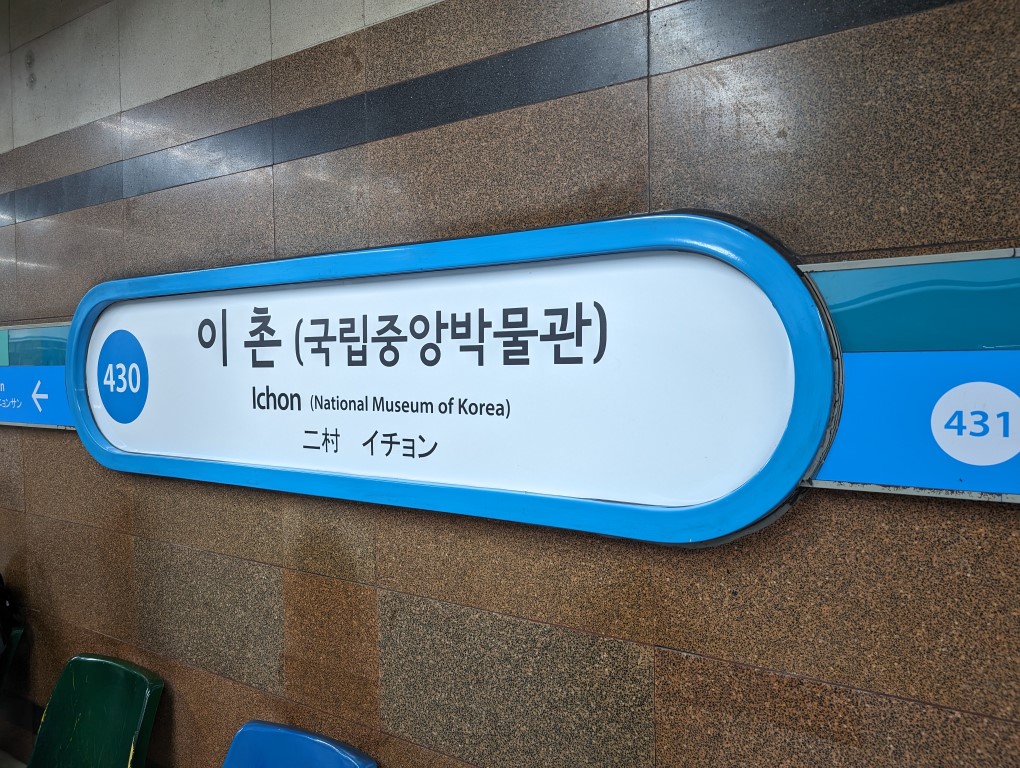 430
이 촌 (국립중앙박물관)
Ichon (National Museum of Korea)
二村 イチョン
431
←